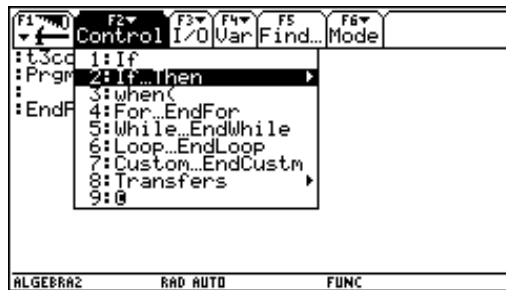 F1 F2 F3 F4 F5 F6
Control I/O Var Find... Mode
:t3cc
:Prgm
:
:EndF
1:If
2:If...Then
3:when(
4:For...EndFor
5:While...EndWhile
6:Loop...EndLoop
7:Custom...EndCustm
8:Transfers
9:©
ALGEBRA2 RAD AUTO FUNC